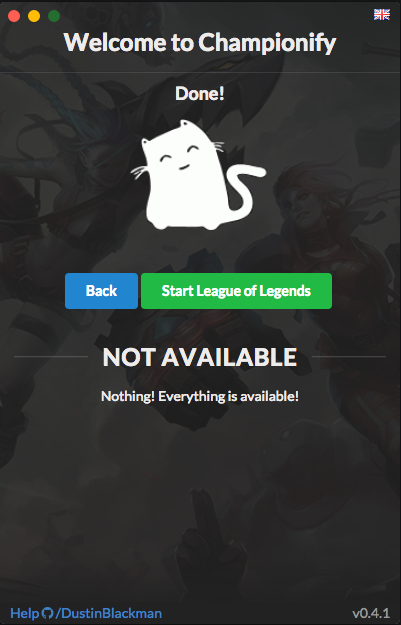 Welcome to Championify
Done!
Back
Start League of Legends
NOT AVAILABLE
Nothing! Everything is available!
Help /DustinBlackman
v0.4.1